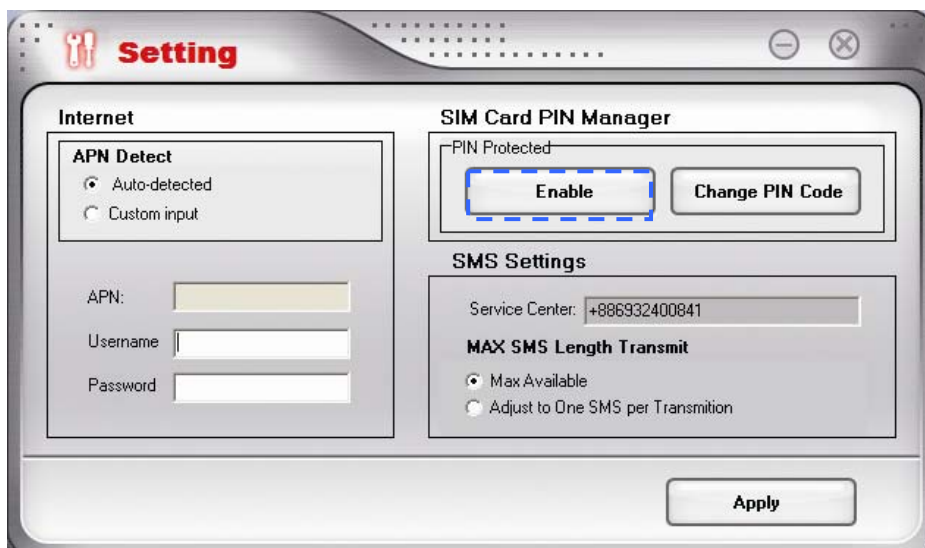 Setting
Internet
APN Detect
Auto-detected
Custom input
APN:
Username
Password
SIM Card PIN Manager
PIN Protected
Enable
Change PIN Code
SMS Settings
Service Center: +886932400841
MAX SMS Length Transmit
Max Available
Adjust to One SMS per Transmition
Apply